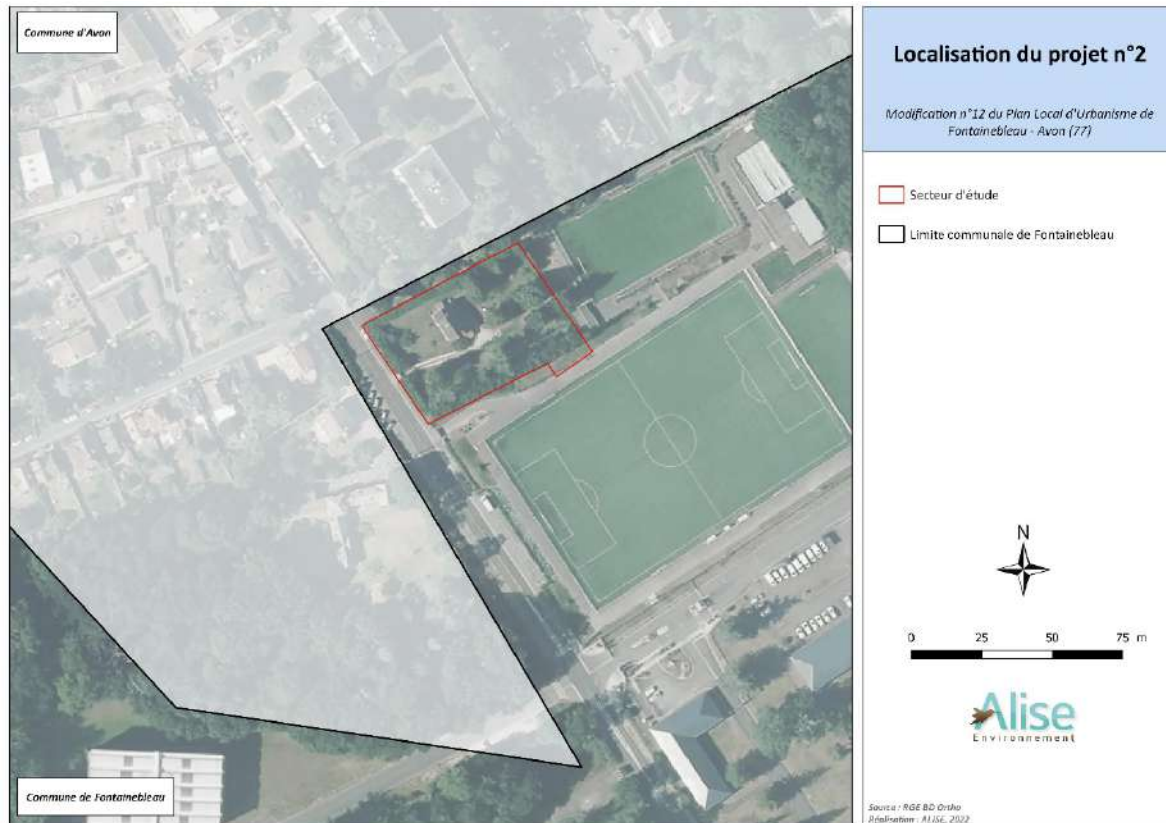 Commune d'Avon
Localisation du projet n°2
Modification n°12 du Plan Local d'Urbanisme de
Fontainebleau - Avon (77)
Secteur d'étude
Limite communale de Fontainebleau
N
0 25 50 75 m
Alise
Environnement
Commune de Fontainebleau
Source : RGE BD Ortho
Réalisation : ALISE, 2022